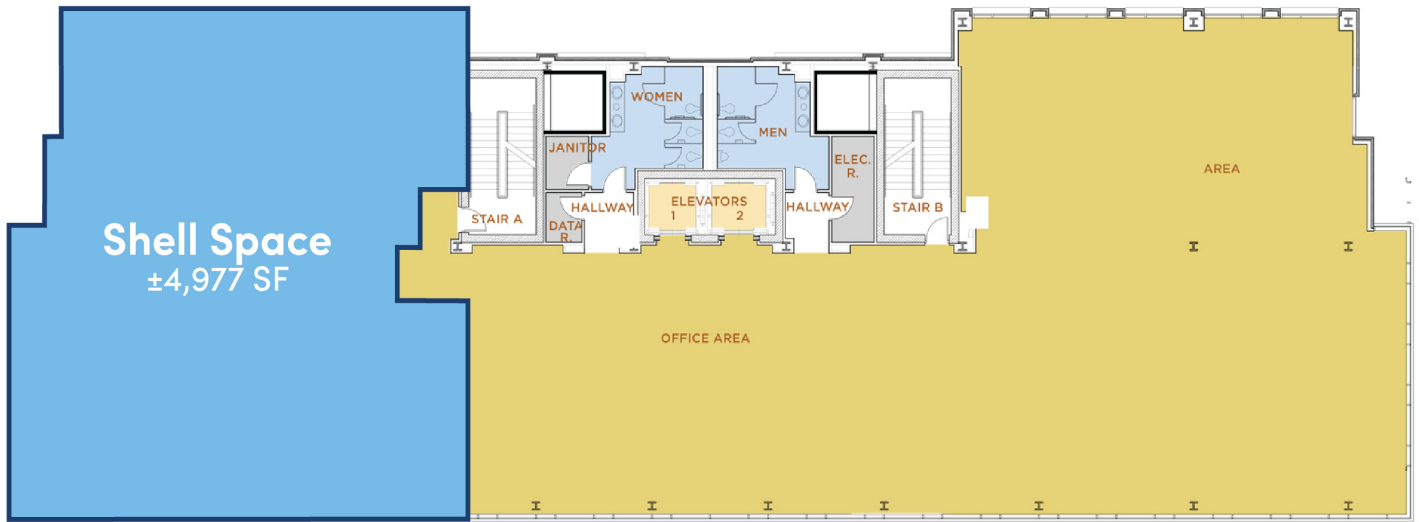 WOMEN
MEN
JANITOR
ELEC.
R.
AREA
ELEVATORS
1 2
HALLWAY
HALLWAY
STAIR A
STAIR B
DATA
R.
Shell Space
±4,977 SF
OFFICE AREA